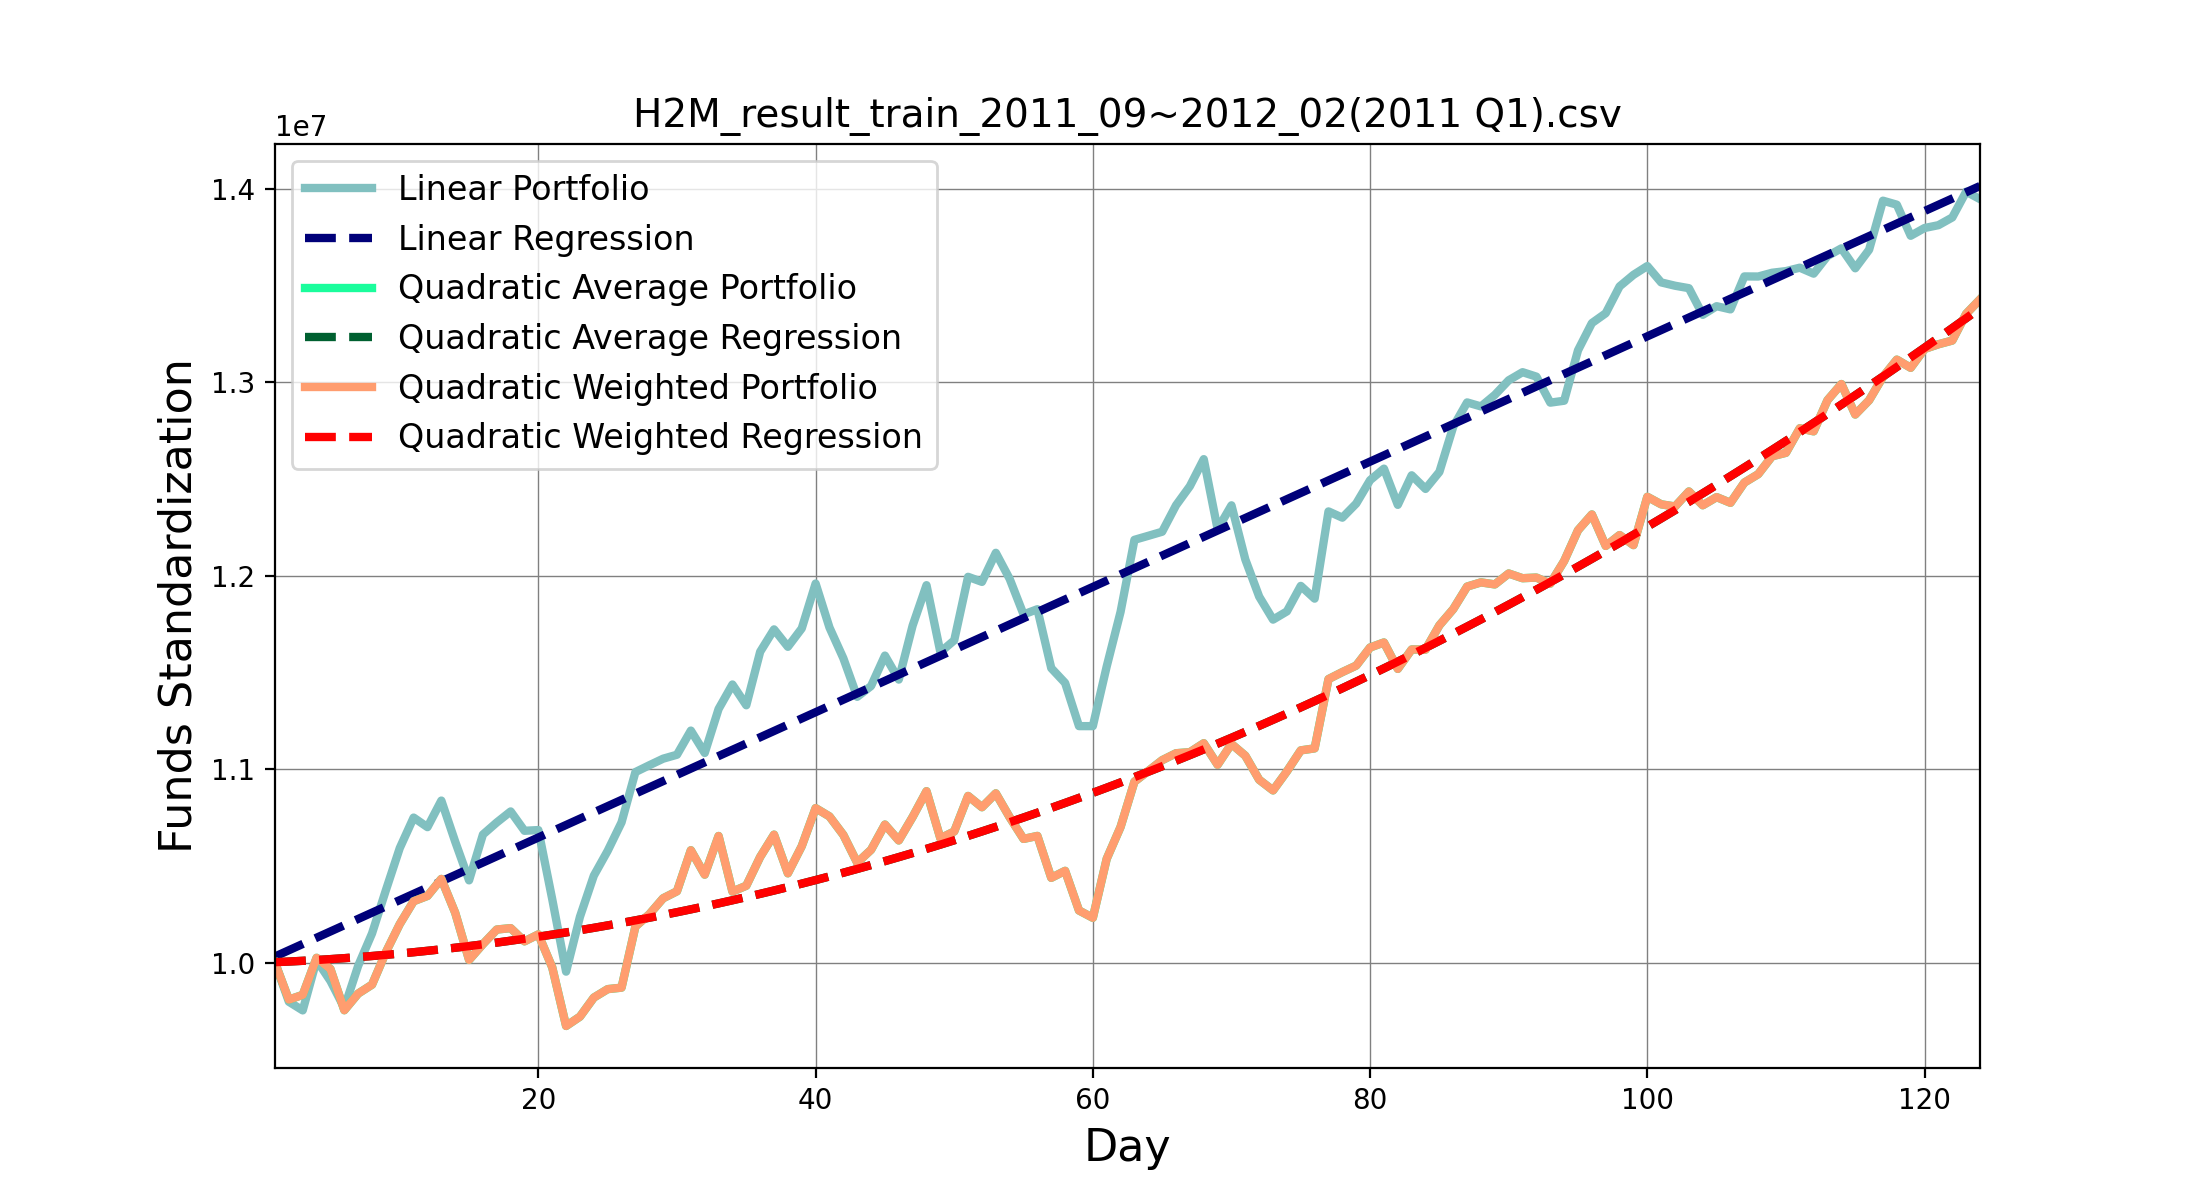 H2M_result_train_2011_09~2012_02(2011 Q1).csv
1e7
Linear Portfolio
Linear Regression
Quadratic Average Portfolio
Quadratic Average Regression
Quadratic Weighted Portfolio
Quadratic Weighted Regression
1.4
1.3
1.2
1.1
1.0
Funds Standardization
20 40 60 80 100 120
Day